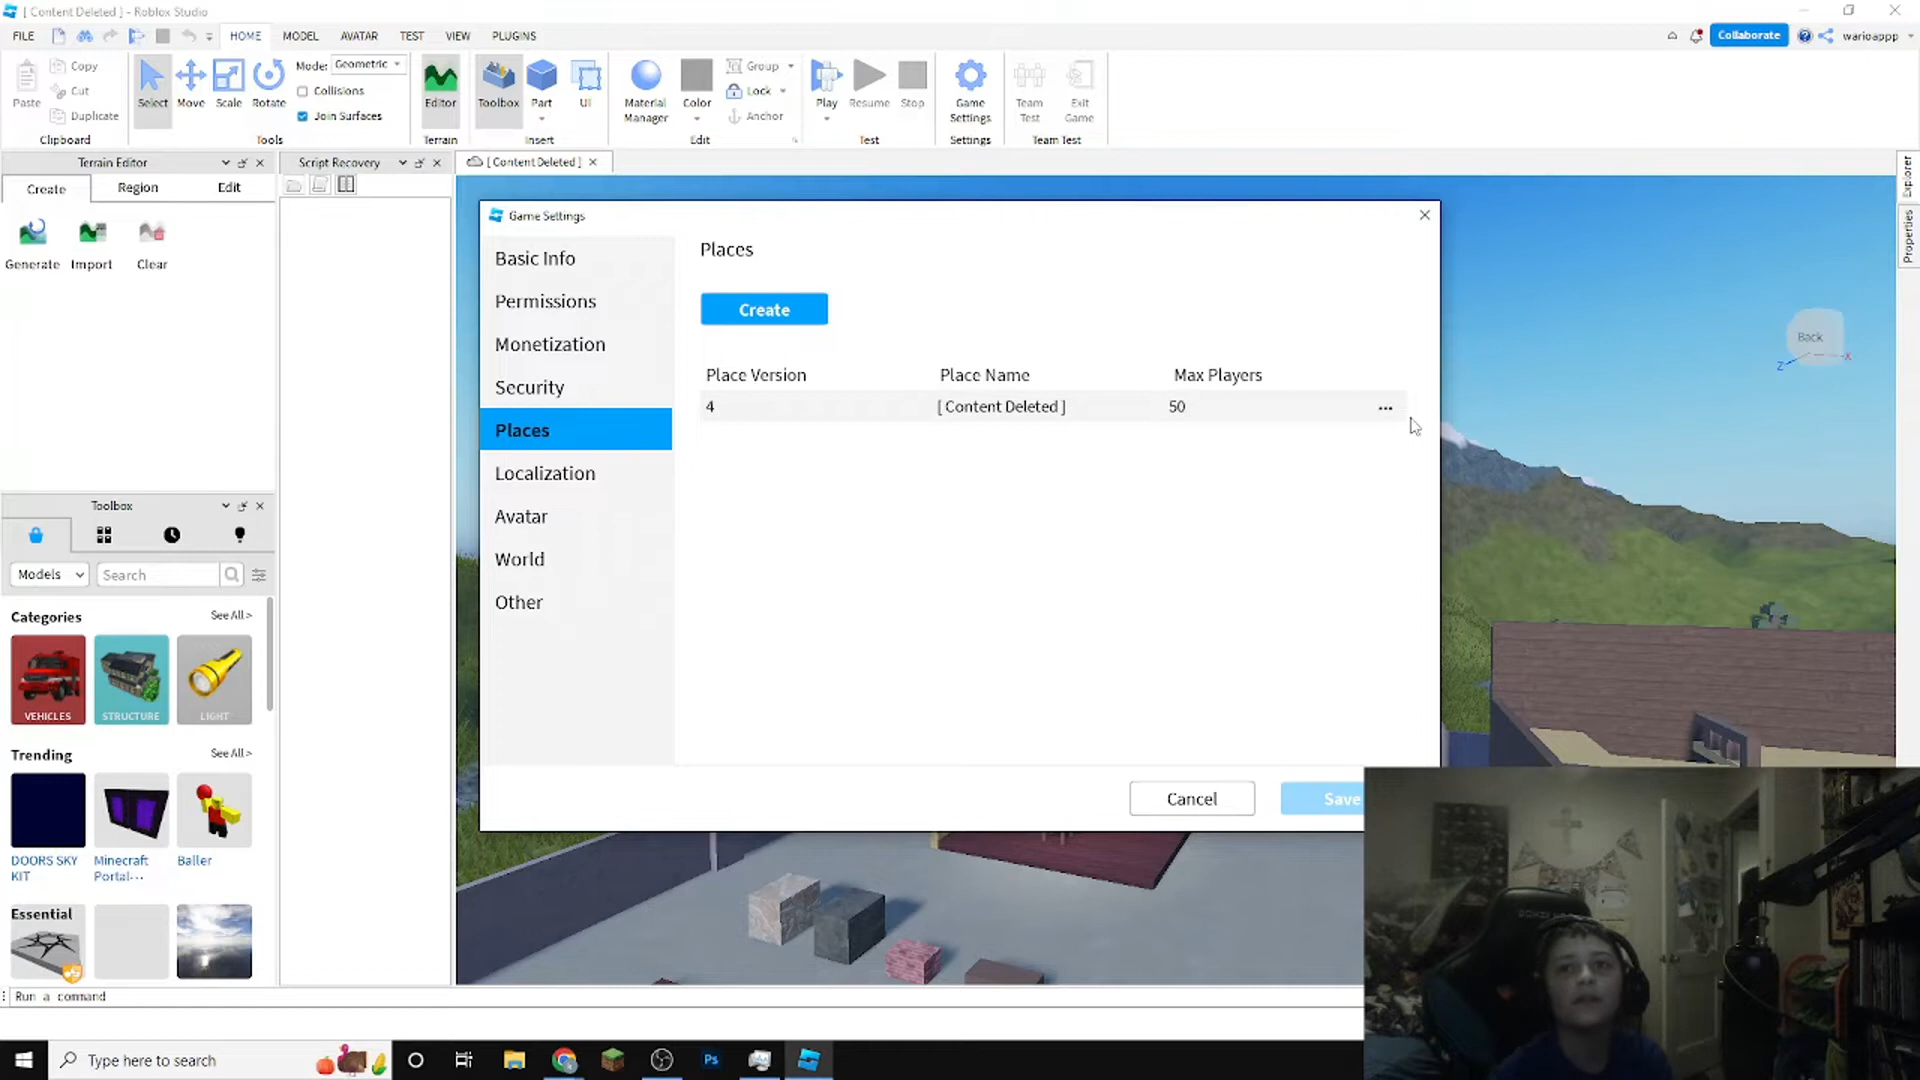 [ Content Deleted ] - Roblox Studio
FILE HOME MODEL AVATAR TEST VIEW PLUGINS Collaborate warioappp
Paste Copy Cut Duplicate Clipboard
Select Move Scale Rotate Mode: Geometric Collisions Join Surfaces Tools
Editor Terrain
Toolbox Part UI Insert
Material Manager Color Group Lock Anchor Edit
Play Resume Stop Test
Game Settings Settings
Team Test Exit Game Team Test
Terrain Editor
Create Region Edit
Generate Import Clear
Script Recovery
[ Content Deleted ]
Explorer
Properties
Back
Z X
Game Settings
Basic Info
Permissions
Monetization
Security
Places
Localization
Avatar
World
Other
Places
Create
Place Version Place Name Max Players
4 [ Content Deleted ] 50 ...
Cancel Save
Toolbox
Models Search
Categories See All >
VEHICLES STRUCTURE LIGHT
Trending See All >
DOORS SKY KIT
Minecraft Portal-...
Baller
Essential
Run a command
Type here to search
Ps